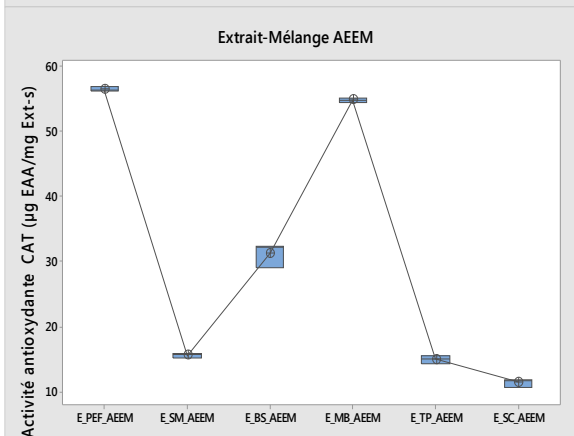 Extrait-Mélange AEEM
Activité antioxydante CAT (µg EAA/mg Ext-s)
60
50
40
30
20
10
E_PEF_AEEM E_SM_AEEM E_BS_AEEM E_MB_AEEM E_TP_AEEM E_SC_AEEM